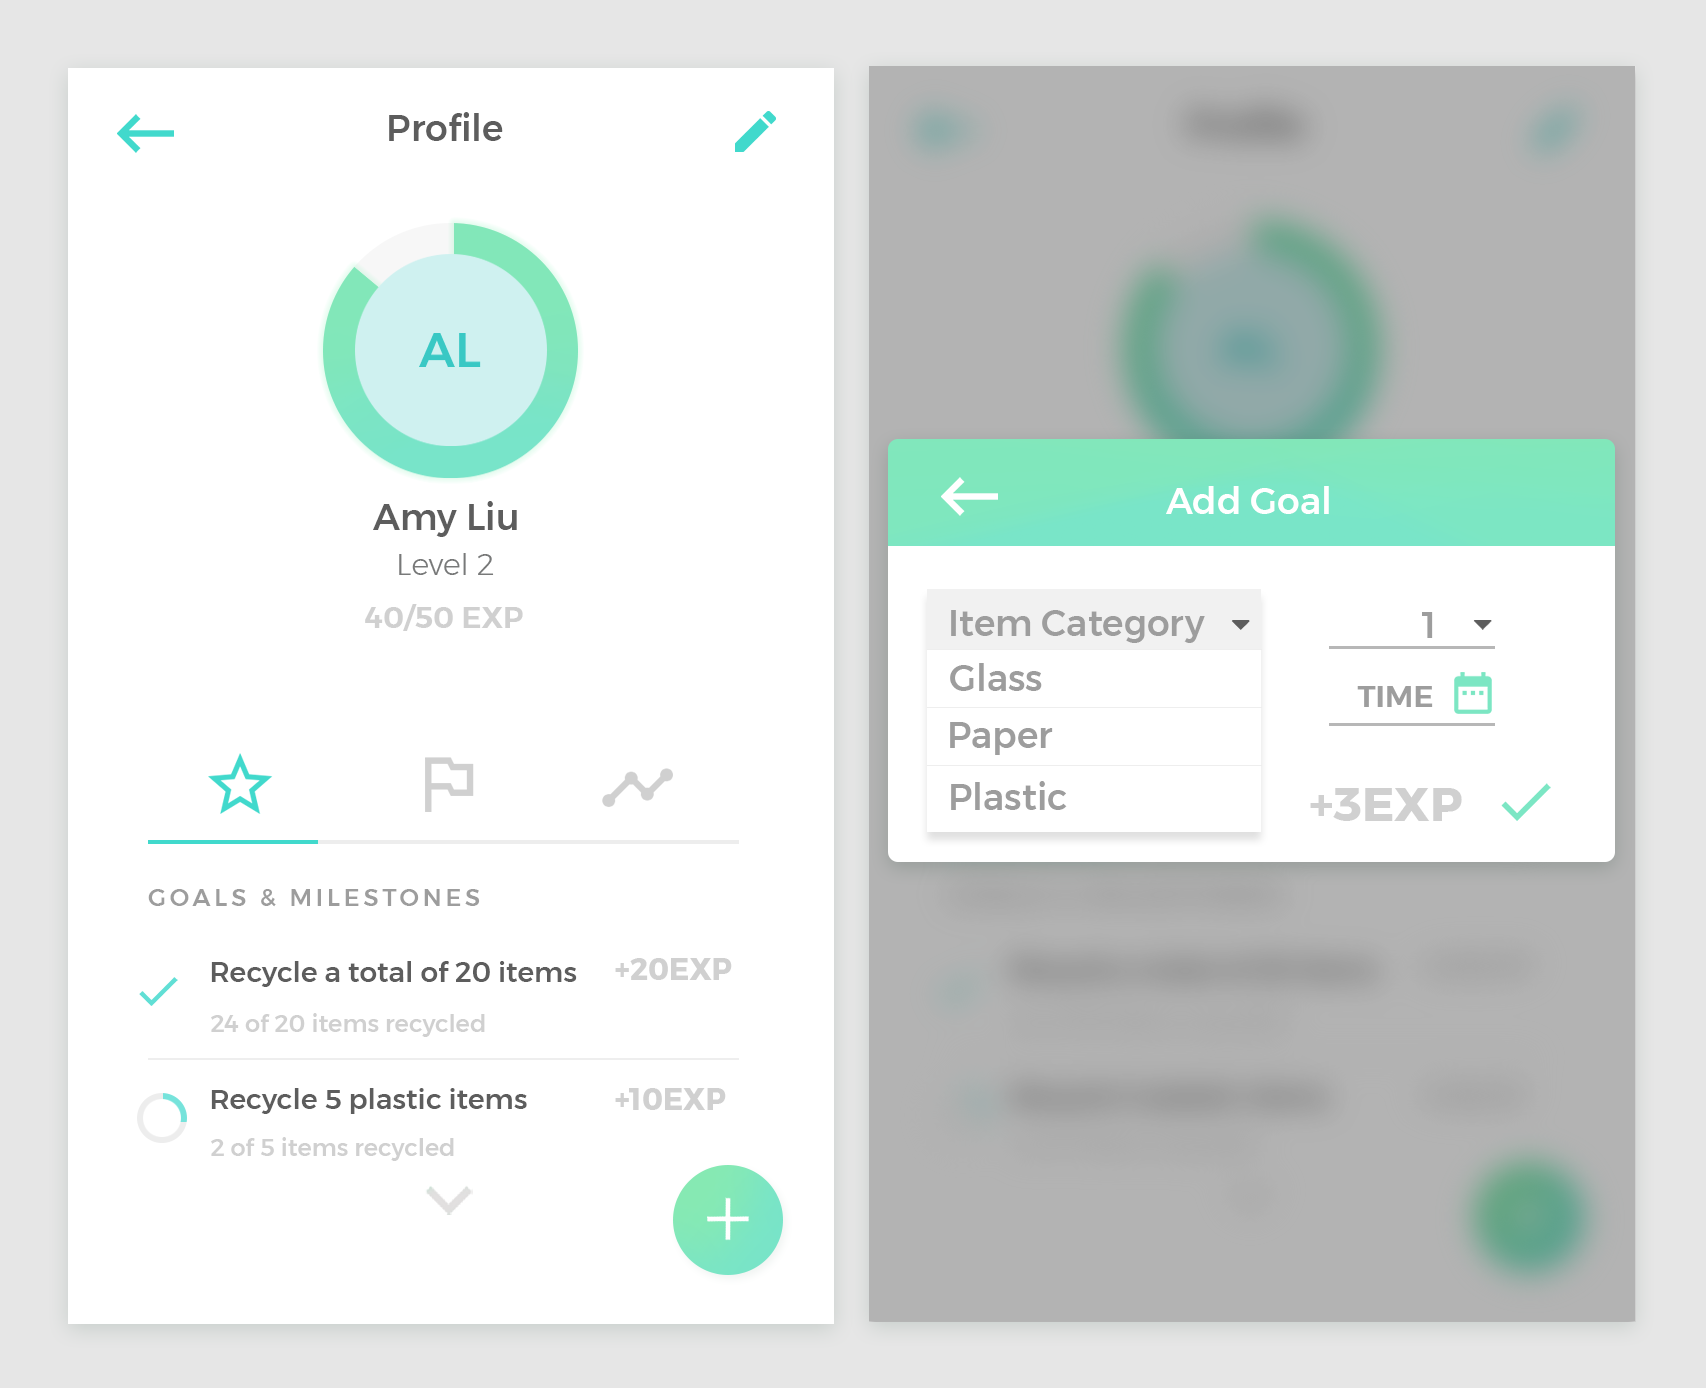 Profile
AL
Amy Liu
Level 2
40/50 EXP
GOALS & MILESTONES
Recycle a total of 20 items
+20EXP
24 of 20 items recycled
Recycle 5 plastic items
+10EXP
2 of 5 items recycled
Add Goal
Item Category
1
Glass
TIME
Paper
Plastic
+3EXP